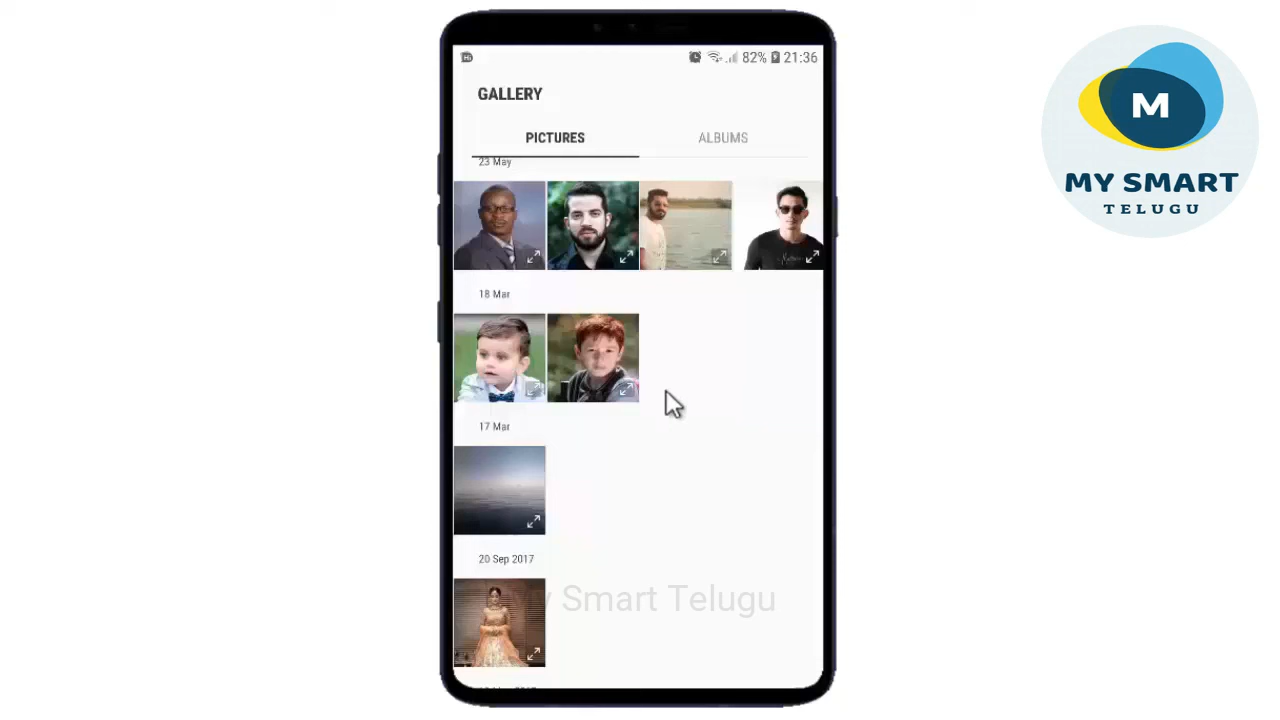 82% 21:36
GALLERY
PICTURES ALBUMS
23 May
18 Mar
17 Mar
20 Sep 2017
Smart Telugu
M
MY SMART
TELUGU